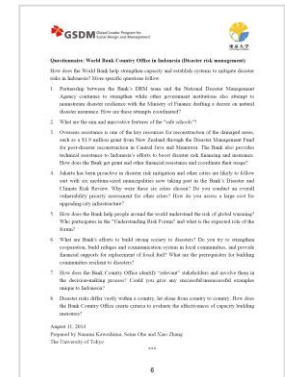 GSDM Global Leader Program for
Social Design and Management
東京大学
Questionnaire: World Bank Country Office in Indonesia (Disaster risk management)
How does the World Bank help strengthen capacity and establish systems to mitigate disaster
risks in Indonesia? More specific questions follow.
1. Partnership between the Bank's DRM team and the National Disaster Management
Agency continues to strengthen while other government institutions also attempt to
mainstream disaster resilience with the Ministry of Finance drafting a decree on natural
disaster insurance. How are these attempts coordinated?
2. What are the aim and innovative features of the "safe schools"?
3. Overseas assistance is one of the key resources for reconstruction of the damaged areas,
such as a $3.9 million grant from New Zealand through the Disaster Management Fund
for post-disaster reconstruction in Central Java and Mentawai. The Bank also provides
technical assistance to Indonesia's efforts to boost disaster risk financing and insurance.
How does the Bank get grant and other financial resources and coordinate their usage?
4. Jakarta has been proactive in disaster risk mitigation and other cities are likely to follow
suit with six medium-sized municipalities now taking part in the Bank's Disaster and
Climate Risk Review. Why were these six cities chosen? Do you conduct an overall
vulnerability priority assessment for other cities? How do you assess a large cost for
upgrading city infrastructure?
5. How does the Bank help people around the world understand the risk of global warming?
Who participates in the "Understanding Risk Forum" and what is the expected role of the
forum?
6. What are Bank's efforts to build strong society to disasters? Do you try to strengthen
cooperation, build refuges and communication system in local communities, and provide
financial supports for replacement of fossil fuel? What are the prerequisites for building
communities resilient to disasters?
7. How does the Bank Country Office identify "relevant" stakeholders and involve them in
the decision-making process? Could you give any successful/unsuccessful examples
unique to Indonesia?
8. Disaster risks differ vastly within a country, let alone from country to country. How does
the Bank Country Office create criteria to evaluate the effectiveness of capacity building
measures?
August 11, 2014
Prepared by Nanami Kawashima, Senne Oba and Xiao Zhang
The University of Tokyo
***
6